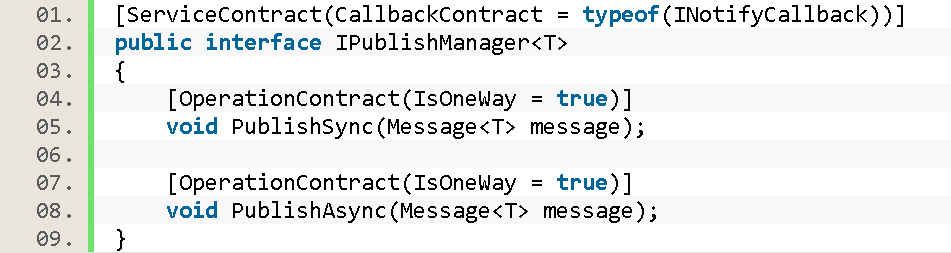 01. [ServiceContract(CallbackContract = typeof(INotifyCallback))]
02. public interface IPublishManager<T>
03. {
04.     [OperationContract(IsOneWay = true)]
05.     void PublishSync(Message<T> message);
06.
07.     [OperationContract(IsOneWay = true)]
08.     void PublishAsync(Message<T> message);
09. }